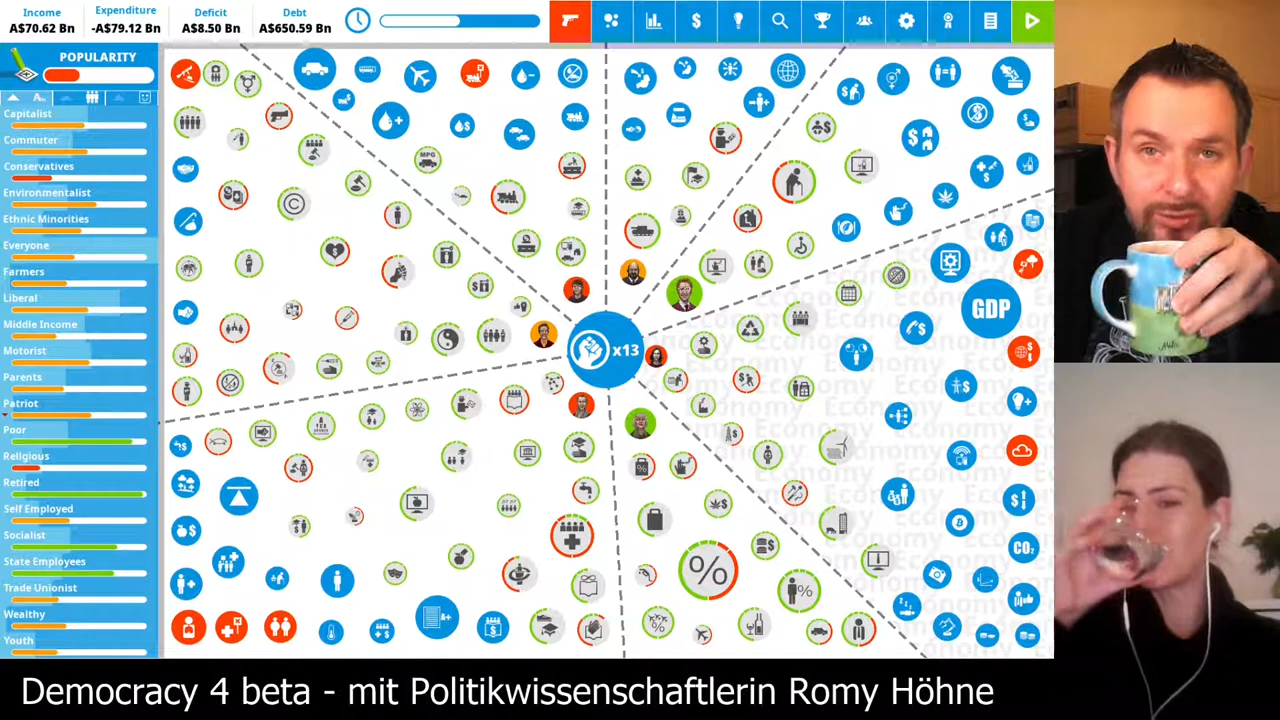 Income
A$70.62 Bn
Expenditure
-A$79.12 Bn
Deficit
A$8.50 Bn
Debt
A$650.59 Bn
POPULARITY
Capitalist
Commuter
Conservatives
Environmentalist
Ethnic Minorities
Everyone
Farmers
Liberal
Middle Income
Motorist
Parents
Patriot
Poor
Religious
Retired
Self Employed
Socialist
State Employees
Trade Unionist
Wealthy
Youth
MPG
x13
GDP
CO₂
Economy
Democracy 4 beta - mit Politikwissenschaftlerin Romy Höhne